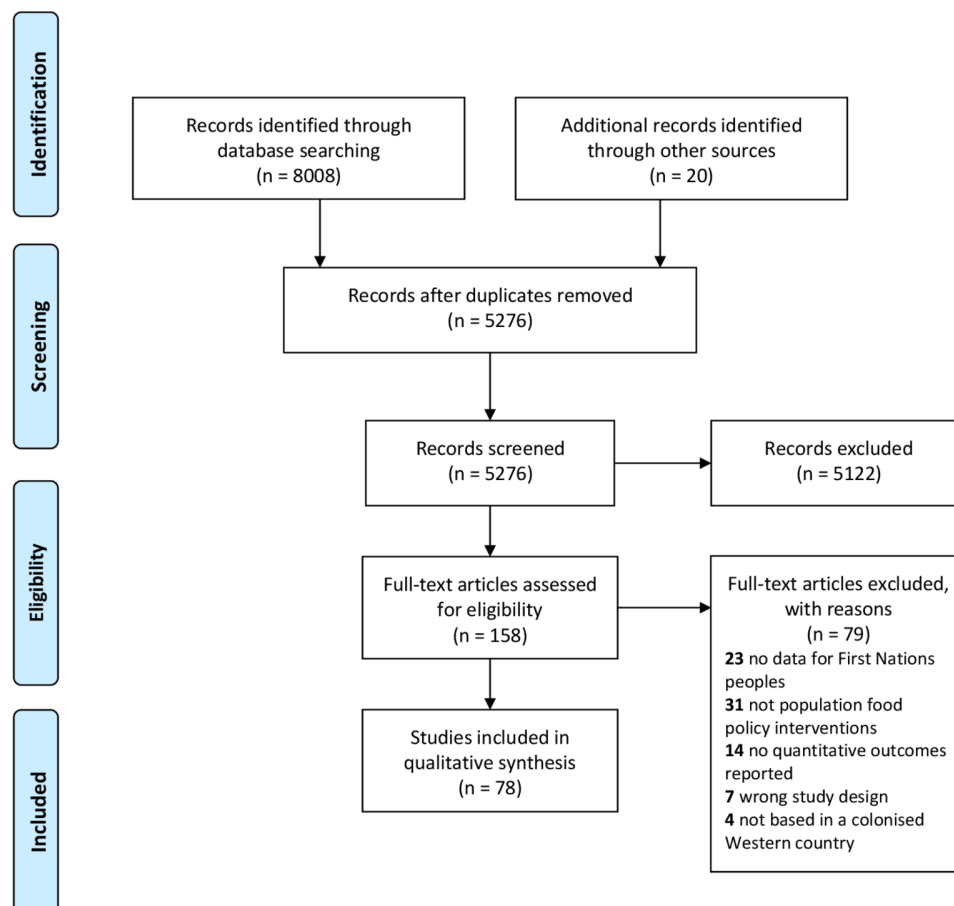 Identification
Records identified through
database searching
(n = 8008)
Additional records identified
through other sources
(n = 20)
Screening
Records after duplicates removed
(n = 5276)
Records screened
(n = 5276)
Records excluded
(n = 5122)
Eligibility
Full-text articles assessed
for eligibility
(n = 158)
Full-text articles excluded,
with reasons
(n = 79)
23 no data for First Nations
peoples
31 not population food
policy interventions
14 no quantitative outcomes
reported
7 wrong study design
4 not based in a colonised
Western country
Included
Studies included in
qualitative synthesis
(n = 78)